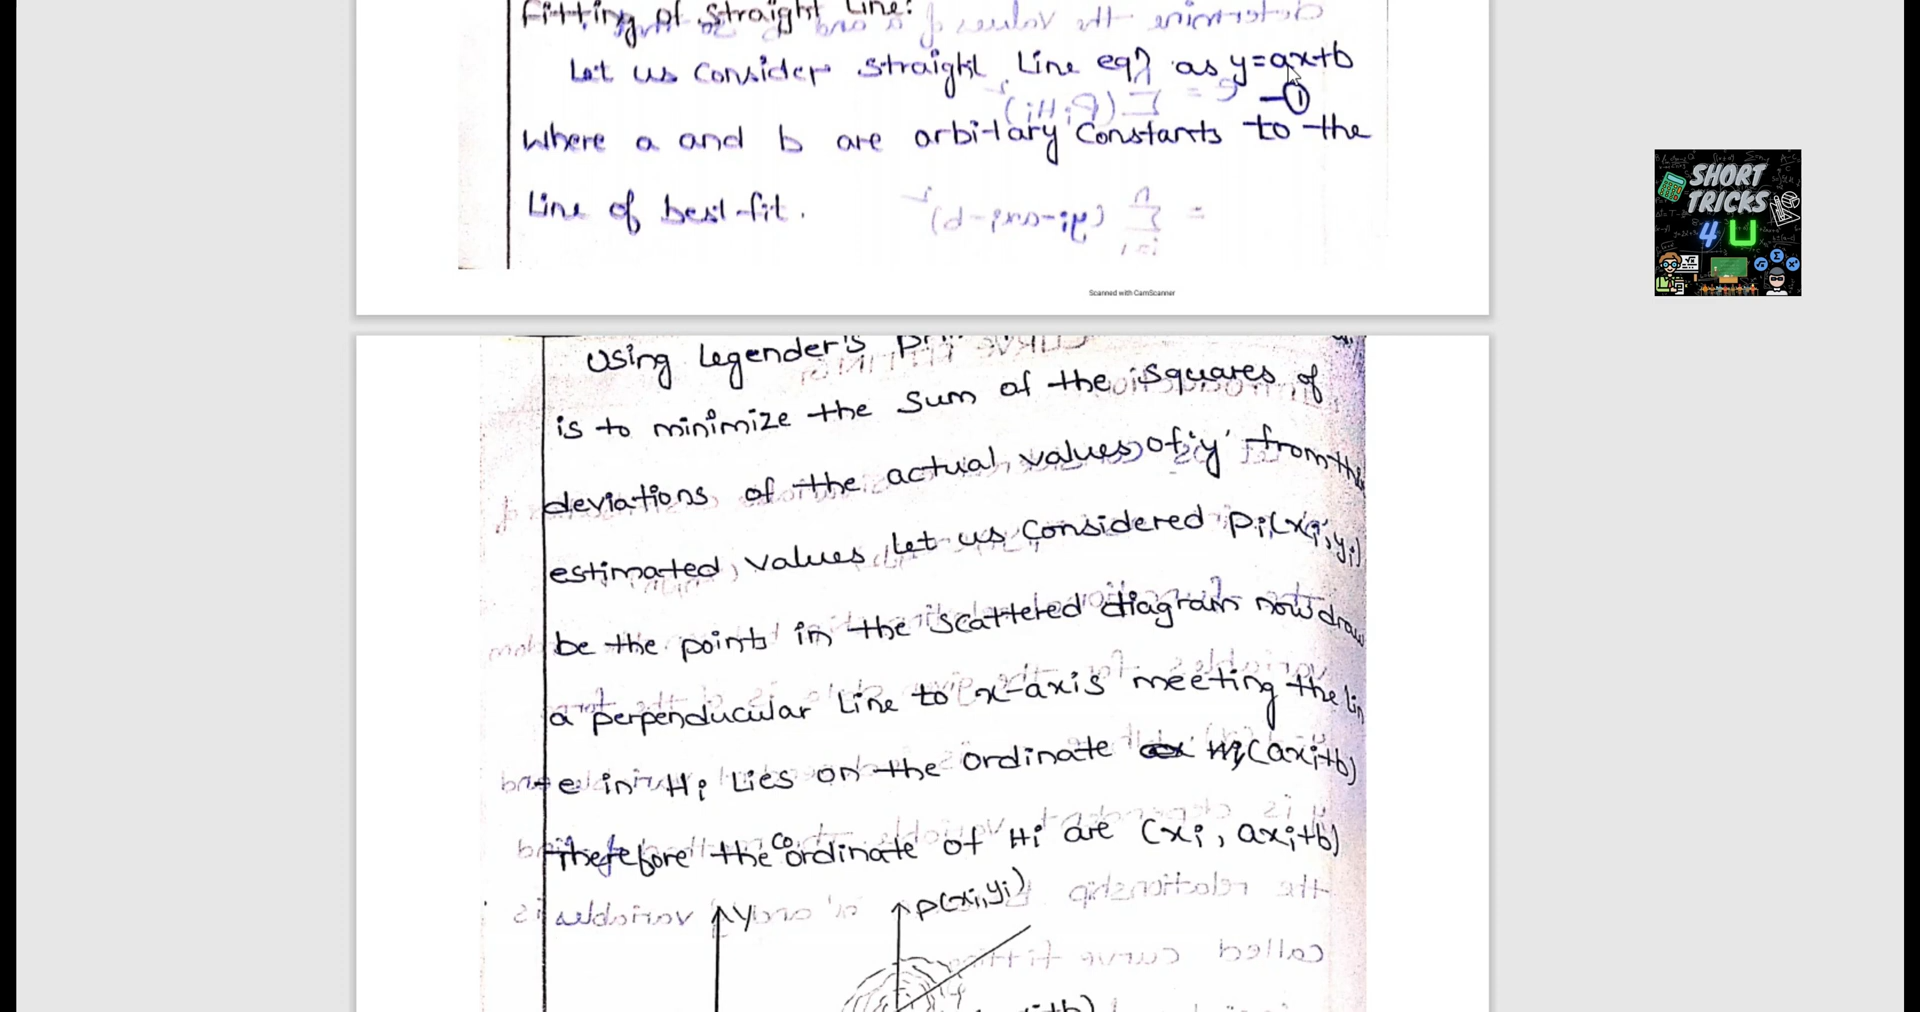 Fitting of Straight Line:
Let us Consider Straight Line eqn as y=ax+b
—①
Where a and b are arbitary Constants to the
Line of best-fit.
Scanned with CamScanner
SHORT
TRICKS
4 U
Using Legender's
is to minimize the sum of the squares of
deviations of the actual values of 'y' from the
estimated values Let us Considered Pi(xi, yi)
be the points in the scattered diagram now draw
a perpenducular Line to x-axis meeting the lin
e in Hi Lies on the ordinate (axi+b)
Therefore the Coordinate of Hi are (xi, axi+b)
y P(xi, yi)